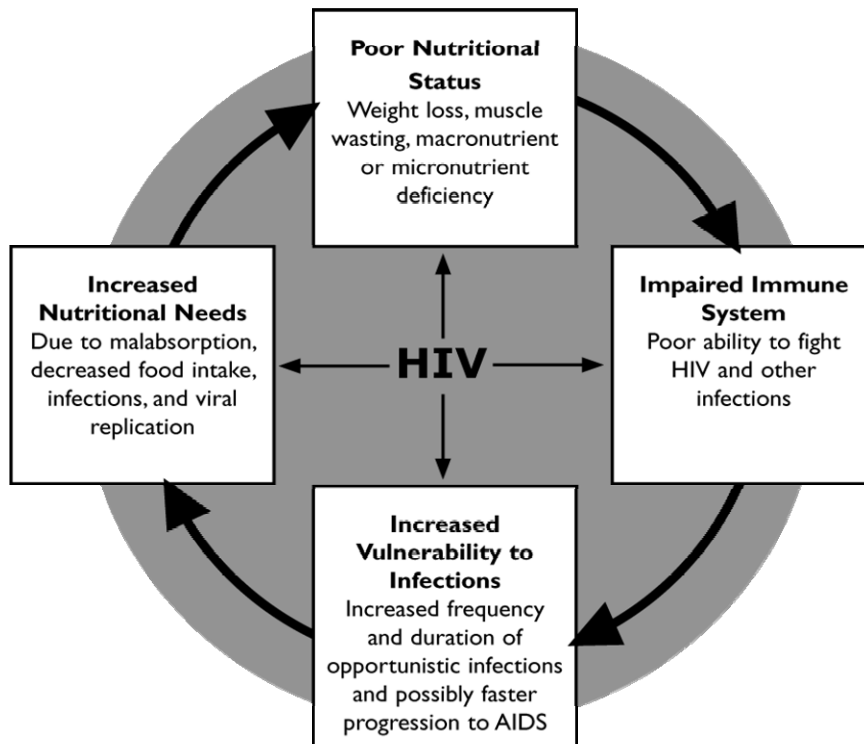 Poor Nutritional
Status
Weight loss, muscle
wasting, macronutrient
or micronutrient
deficiency
Increased
Nutritional Needs
Due to malabsorption,
decreased food intake,
infections, and viral
replication
HIV
Impaired Immune
System
Poor ability to fight
HIV and other
infections
Increased
Vulnerability to
Infections
Increased frequency
and duration of
opportunistic infections
and possibly faster
progression to AIDS